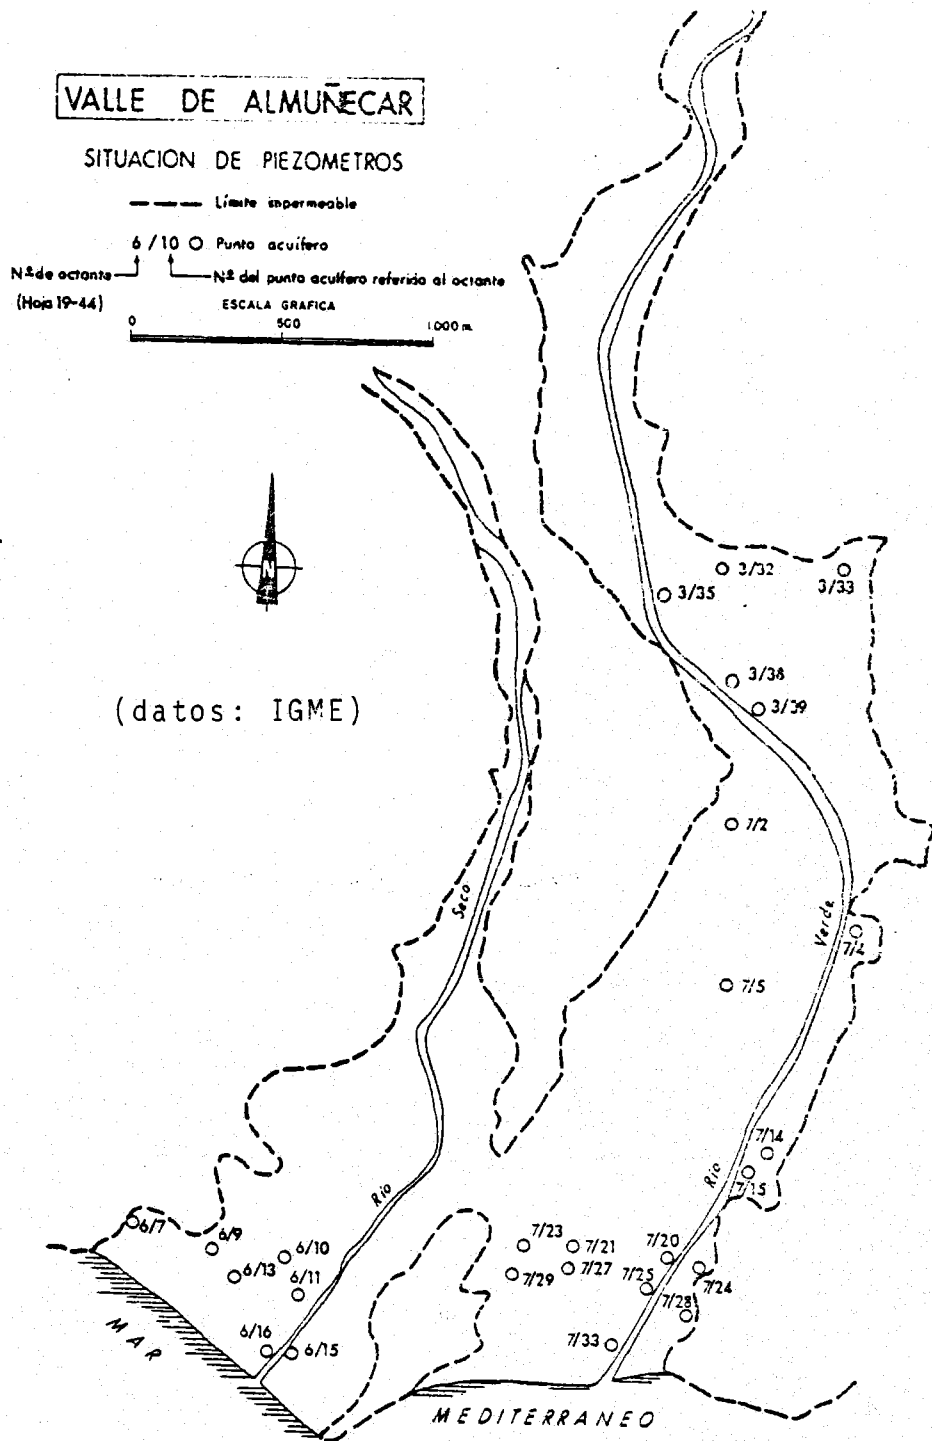 VALLE DE ALMUÑECAR
SITUACION DE PIEZOMETROS
Límite impermeable
6 / 10 Punto acuífero
Nº de octante
Nº del punto acuífero referido al octante
(Hoja 19-44)
ESCALA GRAFICA
0 500 1.000 m.
N
(datos: IGME)
3/32
3/33
3/35
3/38
3/39
7/2
Seco
Verde
7/4
7/5
7/14
Río
7/15
Río
6/7
6/9
6/10
7/23
7/21
7/20
6/13
6/11
7/29
7/27
7/25
7/24
7/28
6/16
6/15
7/33
MAR
MEDITERRANEO